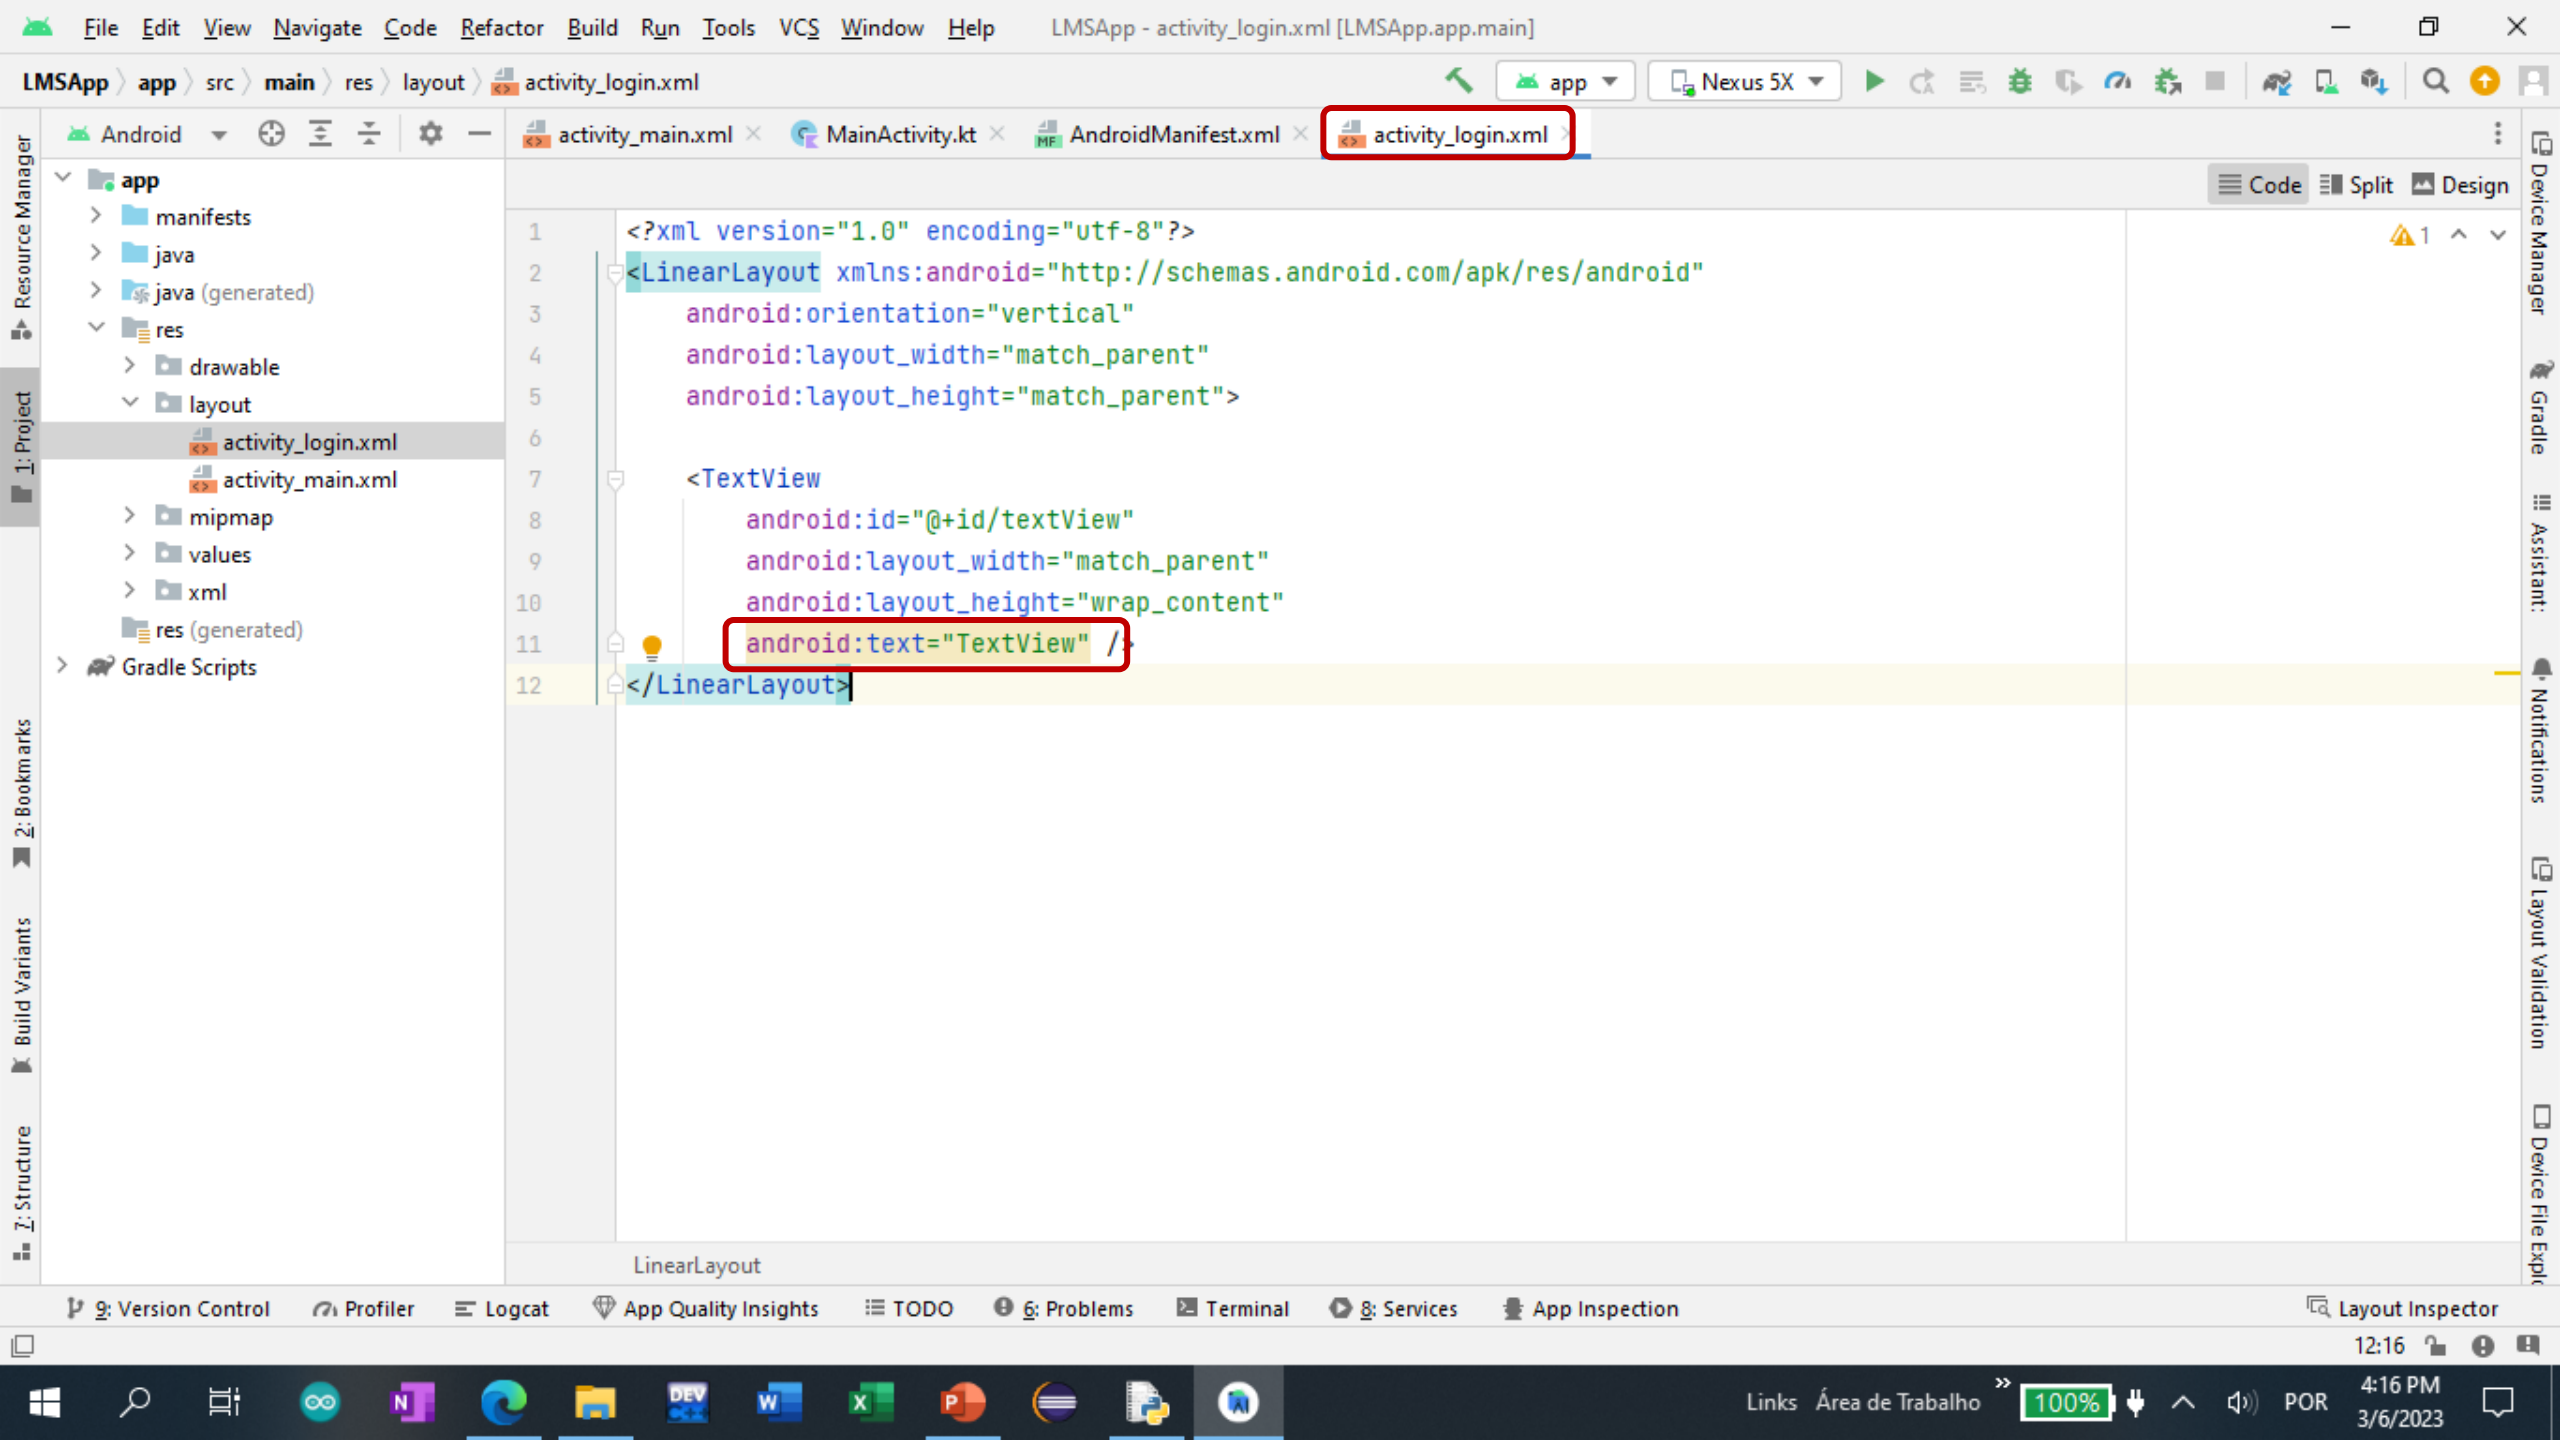 File Edit View Navigate Code Refactor Build Run Tools VCS Window Help LMSApp - activity_login.xml [LMSApp.app.main]
LMSApp app src main res layout activity_login.xml app Nexus 5X
Android activity_main.xml MainActivity.kt AndroidManifest.xml activity_login.xml
Code Split Design
app
manifests
java
java (generated)
res
drawable
layout
activity_login.xml
activity_main.xml
mipmap
values
xml
res (generated)
Gradle Scripts
1 <?xml version="1.0" encoding="utf-8"?>
2 <LinearLayout xmlns:android="http://schemas.android.com/apk/res/android"
3 android:orientation="vertical"
4 android:layout_width="match_parent"
5 android:layout_height="match_parent">
6
7 <TextView
8 android:id="@+id/textView"
9 android:layout_width="match_parent"
10 android:layout_height="wrap_content"
11 android:text="TextView" />
12 </LinearLayout>
1
Resource Manager
1: Project
2: Bookmarks
Build Variants
7: Structure
Device Manager
Gradle
Assistant:
Notifications
Layout Validation
Device File Explo
LinearLayout
9: Version Control Profiler Logcat App Quality Insights TODO 6: Problems Terminal 8: Services App Inspection Layout Inspector
12:16
DEV C++
Links Área de Trabalho » 100% POR 4:16 PM
3/6/2023